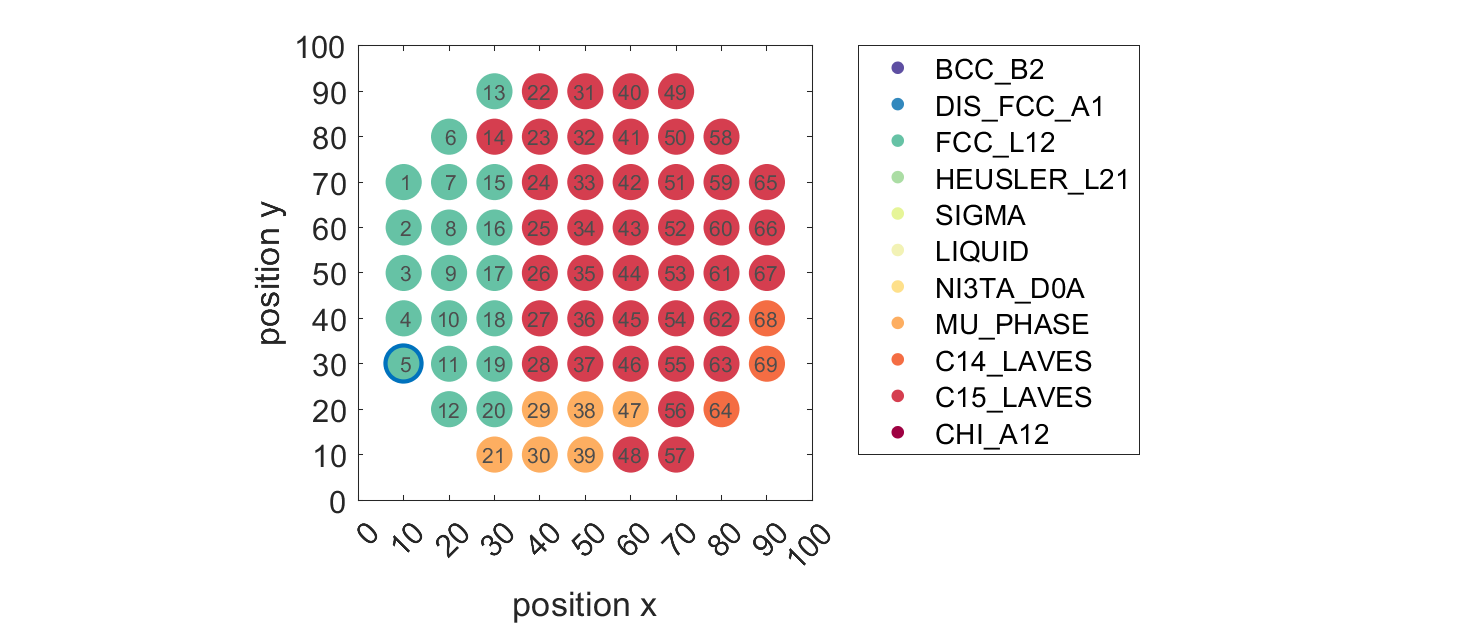 100
90
80
70
60
50
40
30
20
10
0
position y
13 22 31 40 49
6 14 23 32 41 50 58
1 7 15 24 33 42 51 59 65
2 8 16 25 34 43 52 60 66
3 9 17 26 35 44 53 61 67
4 10 18 27 36 45 54 62 68
5 11 19 28 37 46 55 63 69
12 20 29 38 47 56 64
21 30 39 48 57
0 10 20 30 40 50 60 70 80 90 100
position x
BCC_B2
DIS_FCC_A1
FCC_L12
HEUSLER_L21
SIGMA
LIQUID
NI3TA_D0A
MU_PHASE
C14_LAVES
C15_LAVES
CHI_A12